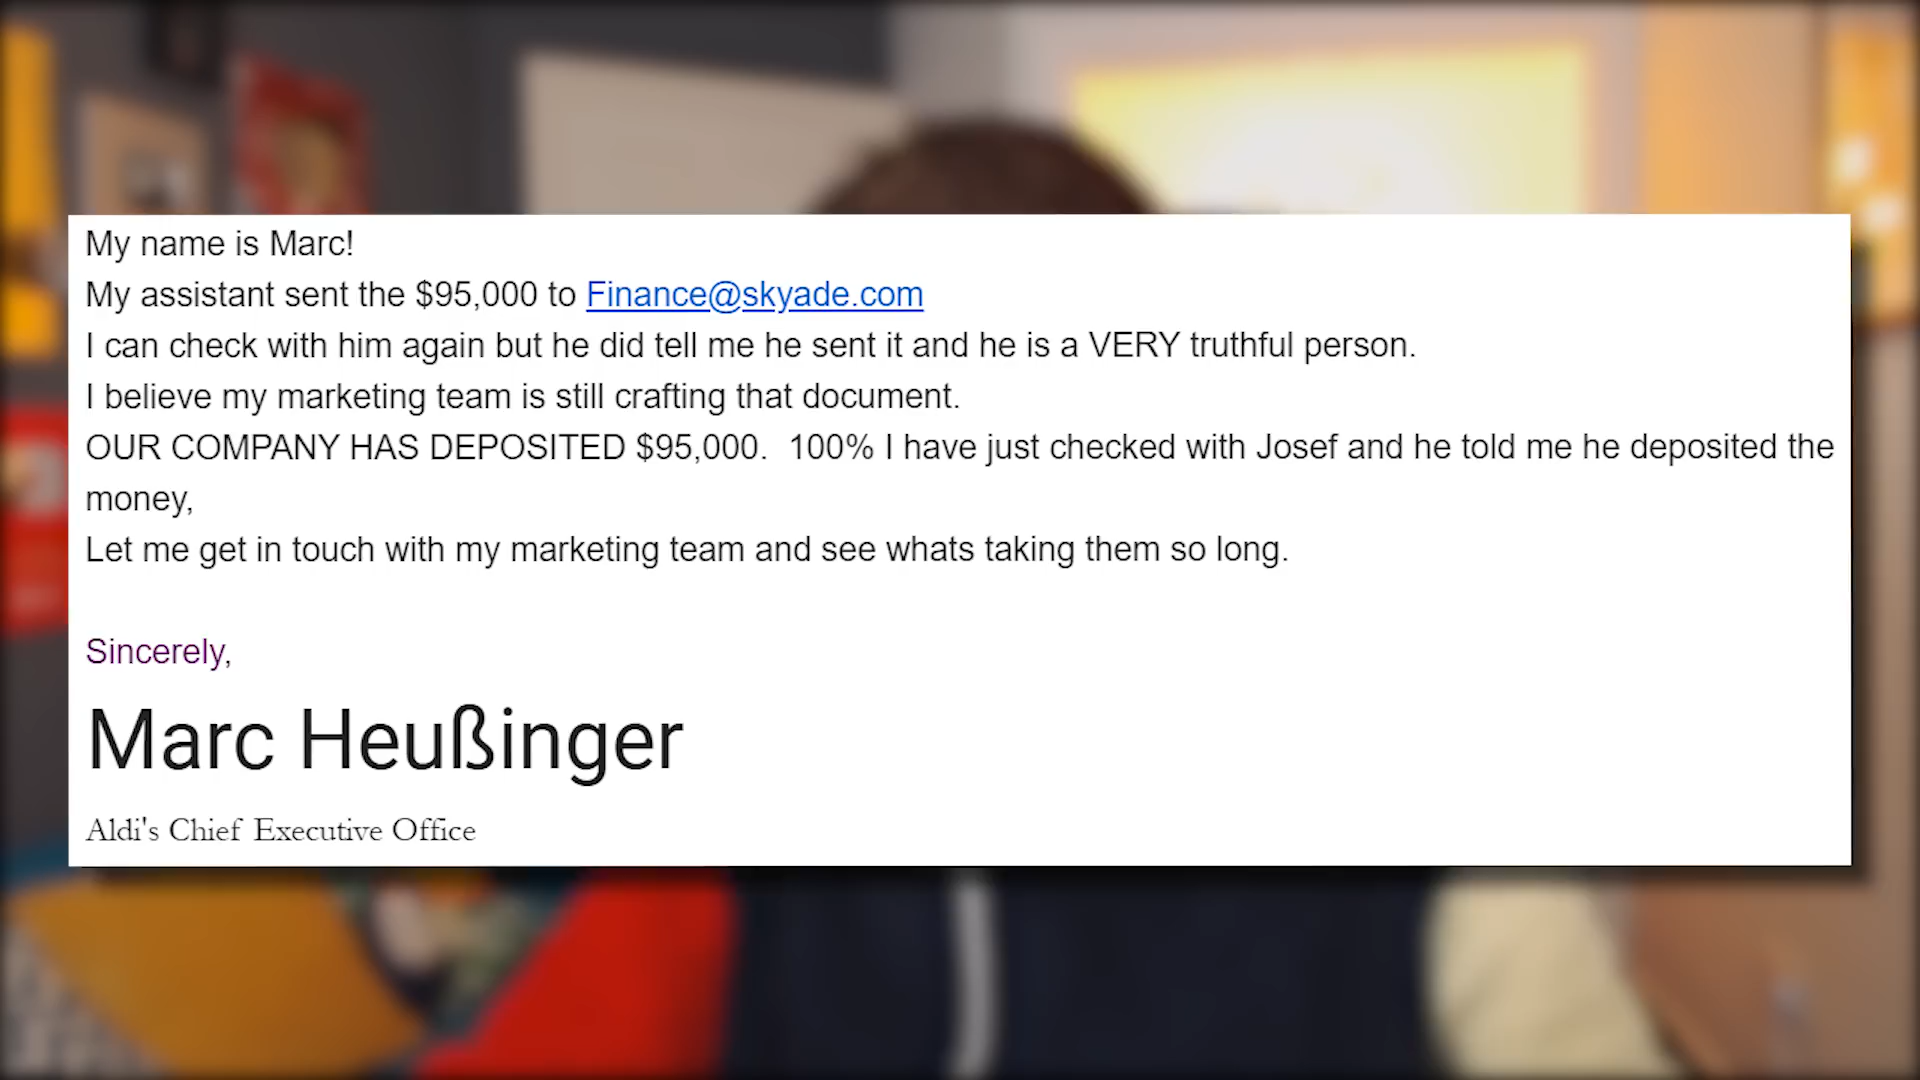 My name is Marc!
My assistant sent the $95,000 to Finance@skyade.com
I can check with him again but he did tell me he sent it and he is a VERY truthful person.
I believe my marketing team is still crafting that document.
OUR COMPANY HAS DEPOSITED $95,000.  100% I have just checked with Josef and he told me he deposited the
money,
Let me get in touch with my marketing team and see whats taking them so long.
Sincerely,
Marc Heußinger
Aldi's Chief Executive Office